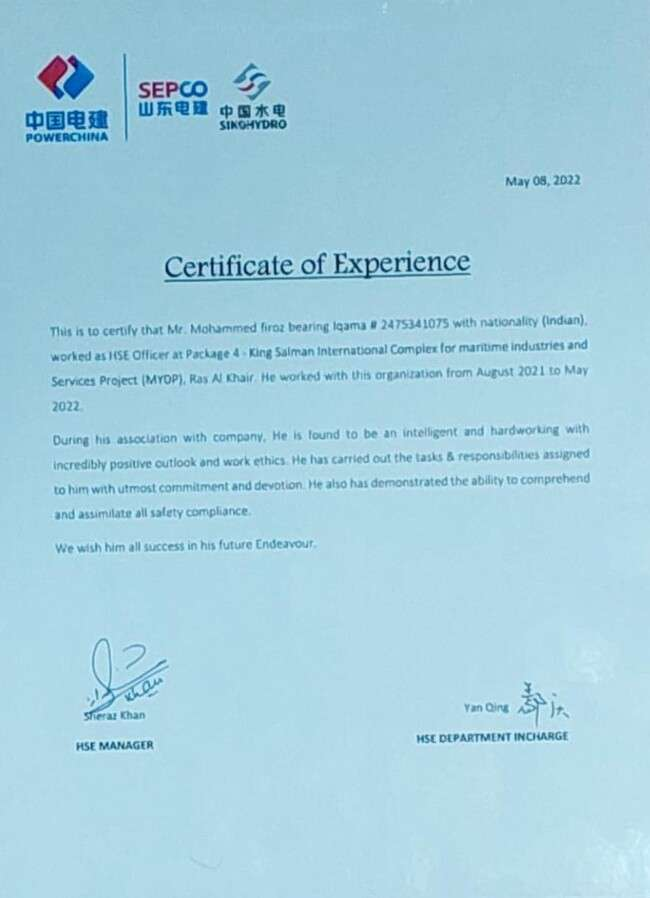 中国电建
POWERCHINA
SEPCO
山东电建
中国水电
SINOHYDRO
May 08, 2022
Certificate of Experience
This is to certify that Mr. Mohammed firoz bearing Iqama # 2475341075 with nationality (Indian),
worked as HSE Officer at Package 4 - King Salman International Complex for maritime industries and
Services Project (MYDP), Ras Al Khair. He worked with this organization from August 2021 to May
2022.
During his association with company, He is found to be an intelligent and hardworking with
incredibly positive outlook and work ethics. He has carried out the tasks & responsibilities assigned
to him with utmost commitment and devotion. He also has demonstrated the ability to comprehend
and assimilate all safety compliance.
We wish him all success in his future Endeavour.
Khan
Sheraz Khan
HSE MANAGER
Yan Qing
HSE DEPARTMENT INCHARGE